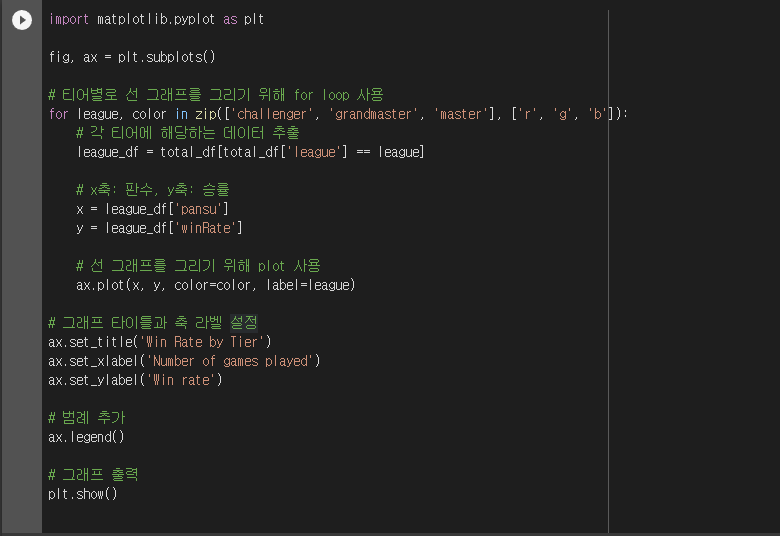 import matplotlib.pyplot as plt
fig, ax = plt.subplots()
# 티어별로 선 그래프를 그리기 위해 for loop 사용
for league, color in zip(['challenger', 'grandmaster', 'master'], ['r', 'g', 'b']):
# 각 티어에 해당하는 데이터 추출
league_df = total_df[total_df['league'] == league]
# x축: 판수, y축: 승률
x = league_df['pansu']
y = league_df['winRate']
# 선 그래프를 그리기 위해 plot 사용
ax.plot(x, y, color=color, label=league)
# 그래프 타이틀과 축 라벨 설정
ax.set_title('Win Rate by Tier')
ax.set_xlabel('Number of games played')
ax.set_ylabel('Win rate')
# 범례 추가
ax.legend()
# 그래프 출력
plt.show()